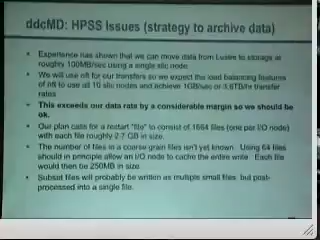 ddcMD: HPSS Issues (strategy to archive data)
Experience has shown that we can move data from Lustre to storage at
roughly 100MB/sec using a single slic node.
We will use nft for our transfers so we expect the load balancing features
of nft to use all 10 slic nodes and achieve 1GB/sec or 3.6TB/hr transfer
rates
This exceeds our data rate by a considerable margin so we should be
ok.
Our plan calls for a restart "file" to consist of 1664 files (one per I/O node)
with each file roughly 2.7 GB in size.
The number of files in a coarse grain files isn't yet known. Using 64 files
should in principle allow an I/O node to cache the entire write. Each file
would then be 250MB in size.
Subset files will probably be written as multiple small files but post-
processed into a single file.